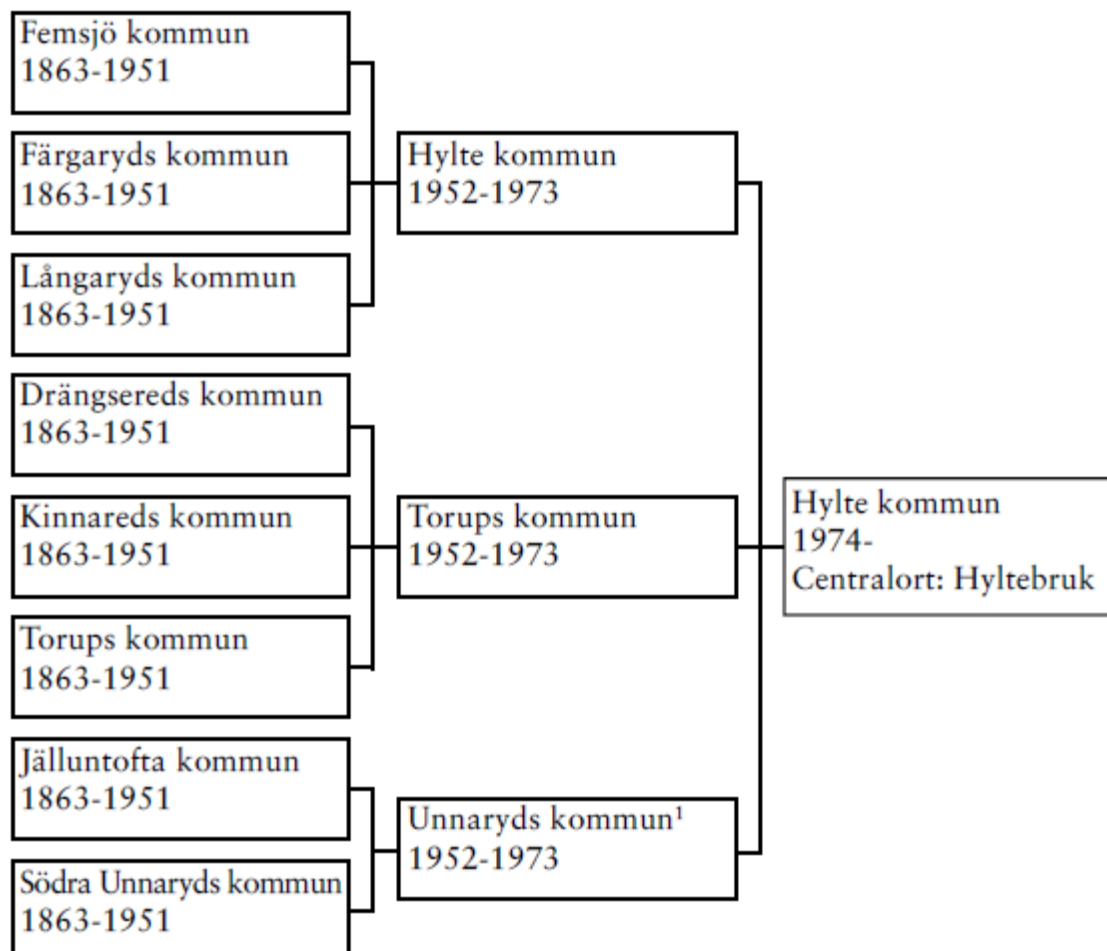 Femsjö kommun
1863-1951
Färgaryds kommun
1863-1951
Långaryds kommun
1863-1951
Drängsereds kommun
1863-1951
Kinnareds kommun
1863-1951
Torups kommun
1863-1951
Jälluntofta kommun
1863-1951
Södra Unnaryds kommun
1863-1951
Hylte kommun
1952-1973
Torups kommun
1952-1973
Unnaryds kommun¹
1952-1973
Hylte kommun
1974-
Centralort: Hyltebruk